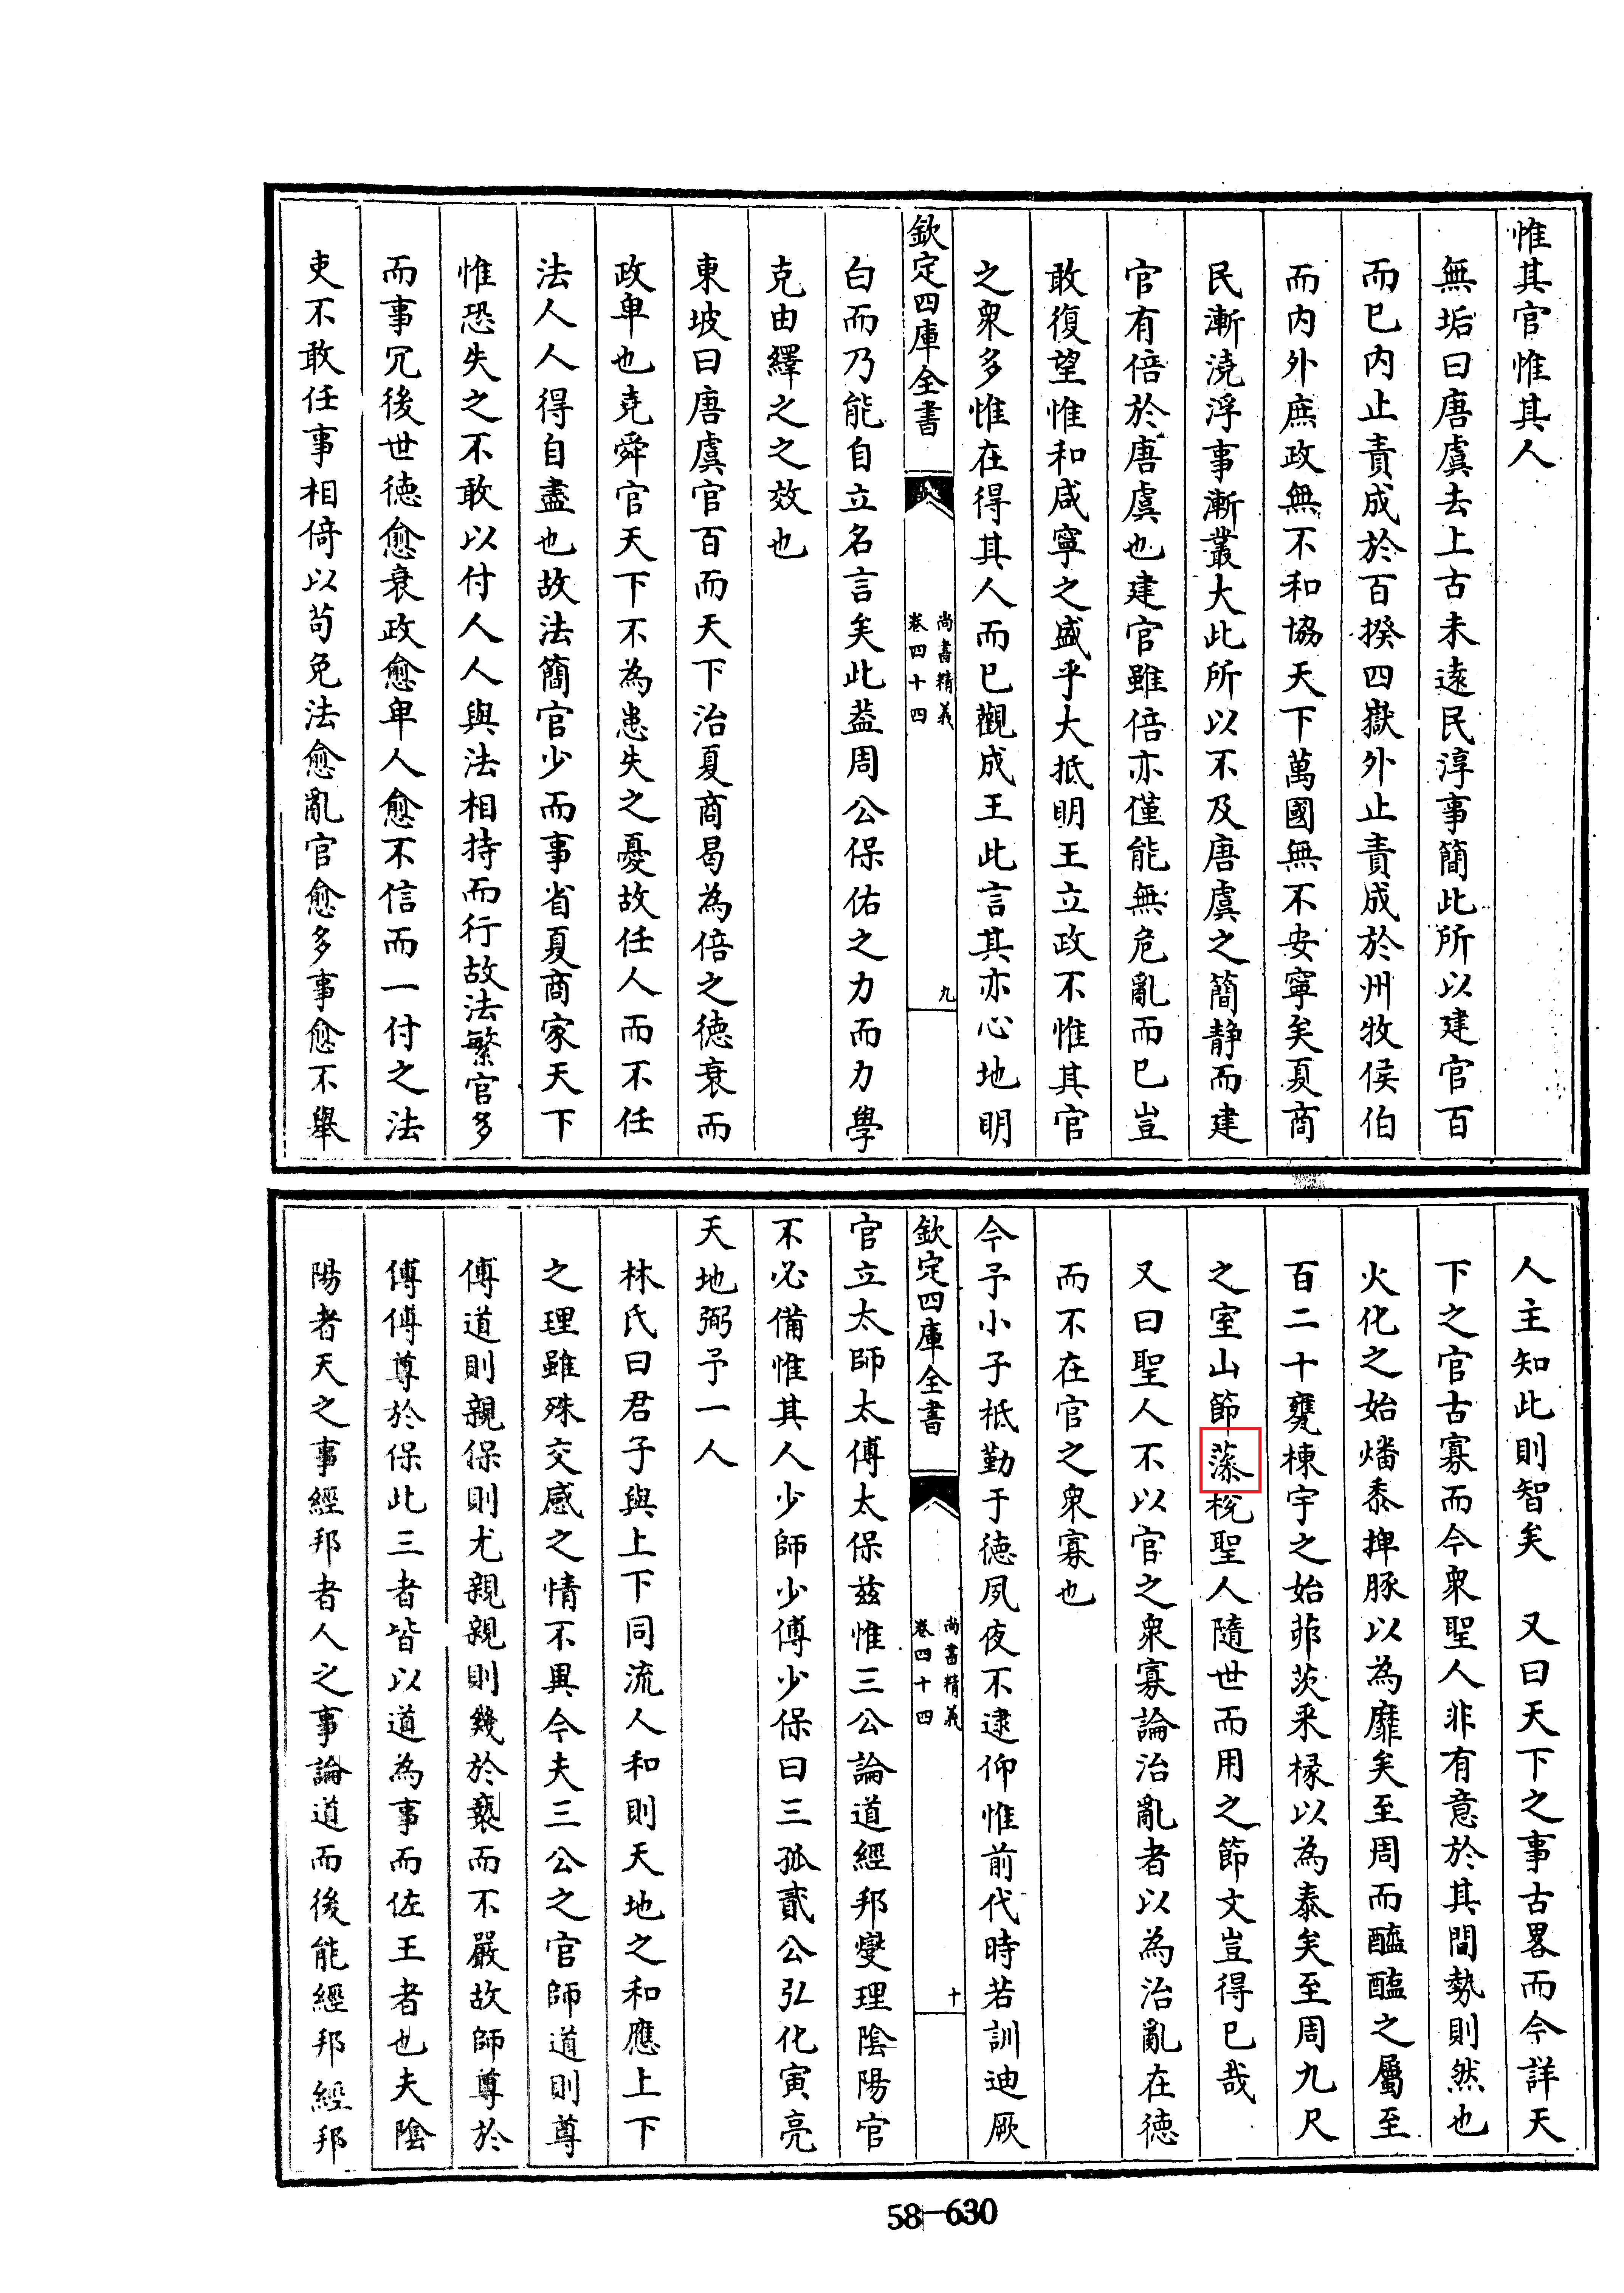 惟其官惟其人
無垢曰唐虞去上古未遠民淳事簡此所以建官百
而已内止責成於百揆四嶽外止責成於州牧侯伯
而内外庶政無不和協天下萬國無不安寧矣夏商
民漸澆浮事漸叢大此所以不及唐虞之簡静而建
官有倍於唐虞也建官雖倍亦僅能無危亂而已豈
敢復望惟和咸寧之盛乎大抵明王立政不惟其官
之衆多惟在得其人而已觀成王此言其亦心地明
欽定四庫全書
尚書精義
卷四十四
九
白而乃能自立名言矣此葢周公保佑之力而力學
克由繹之之效也
東坡曰唐虞官百而天下治夏商曷為倍之徳衰而
政卑也堯舜官天下不為患失之憂故任人而不任
法人人得自盡也故法簡官少而事省夏商家天下
惟恐失之不敢以付人人與法相持而行故法繁官多
而事冗後世徳愈衰政愈卑人愈不信而一付之法
吏不敢任事相倚以苟免法愈亂官愈多事愈不舉
人主知此則智矣　又曰天下之事古畧而今詳天
下之官古寡而今衆聖人非有意於其間勢則然也
火化之始燔黍捭豚以為靡矣至周而醯醢之屬至
百二十甕棟宇之始茆茨采椽以為泰矣至周九尺
之室山節藻梲聖人隨世而用之節文豈得已哉
又曰聖人不以官之衆寡論治亂者以為治亂在徳
而不在官之衆寡也
今予小子祗勤于徳夙夜不逮仰惟前代時若訓迪厥
欽定四庫全書
尚書精義
卷四十四
十
官立太師太傅太保兹惟三公論道經邦燮理隂陽官
不必備惟其人少師少傅少保曰三孤貳公弘化寅亮
天地弼予一人
林氏曰君子與上下同流人和則天地之和應上下
之理雖殊交感之情不異今夫三公之官師道則尊
傅道則親保則尤親親則幾於䙝而不嚴故師尊於
傅傅尊於保此三者皆以道為事而佐王者也夫隂
陽者天之事經邦者人之事論道而後能經邦經邦
58-630